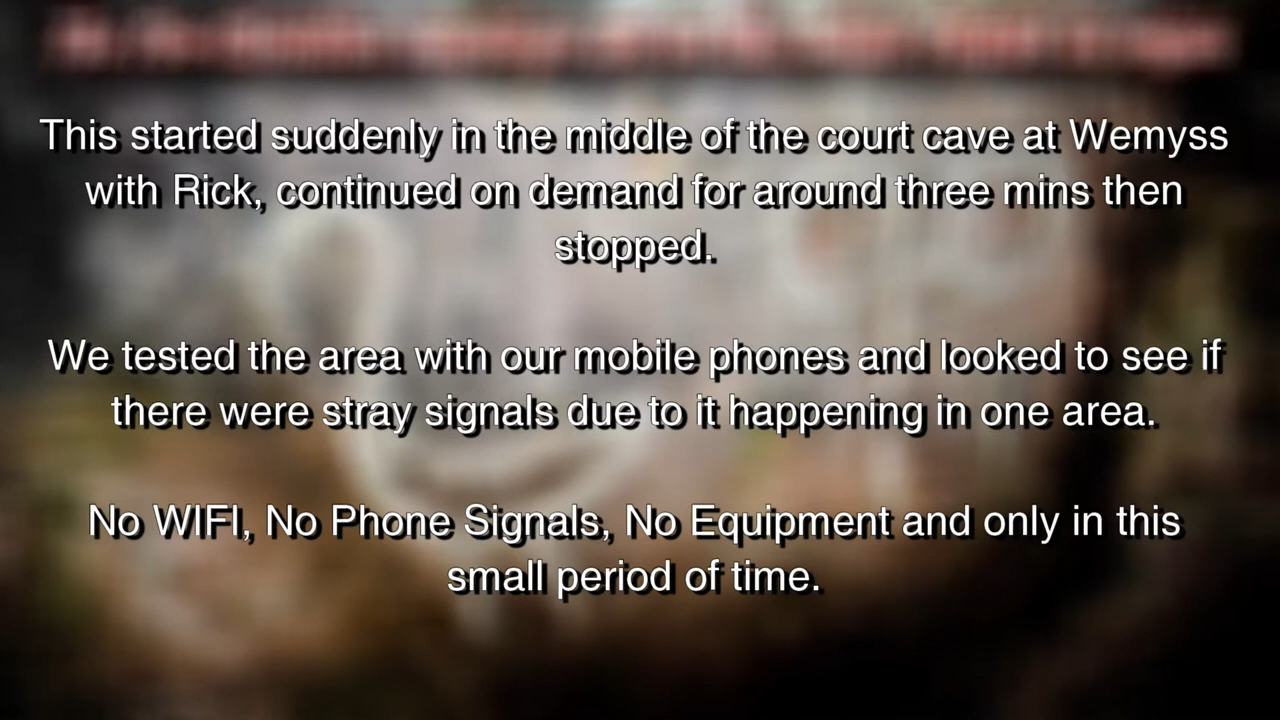 This started suddenly in the middle of the court cave at Wemyss
with Rick, continued on demand for around three mins then
stopped.
We tested the area with our mobile phones and looked to see if
there were stray signals due to it happening in one area.
No WIFI, No Phone Signals, No Equipment and only in this
small period of time.